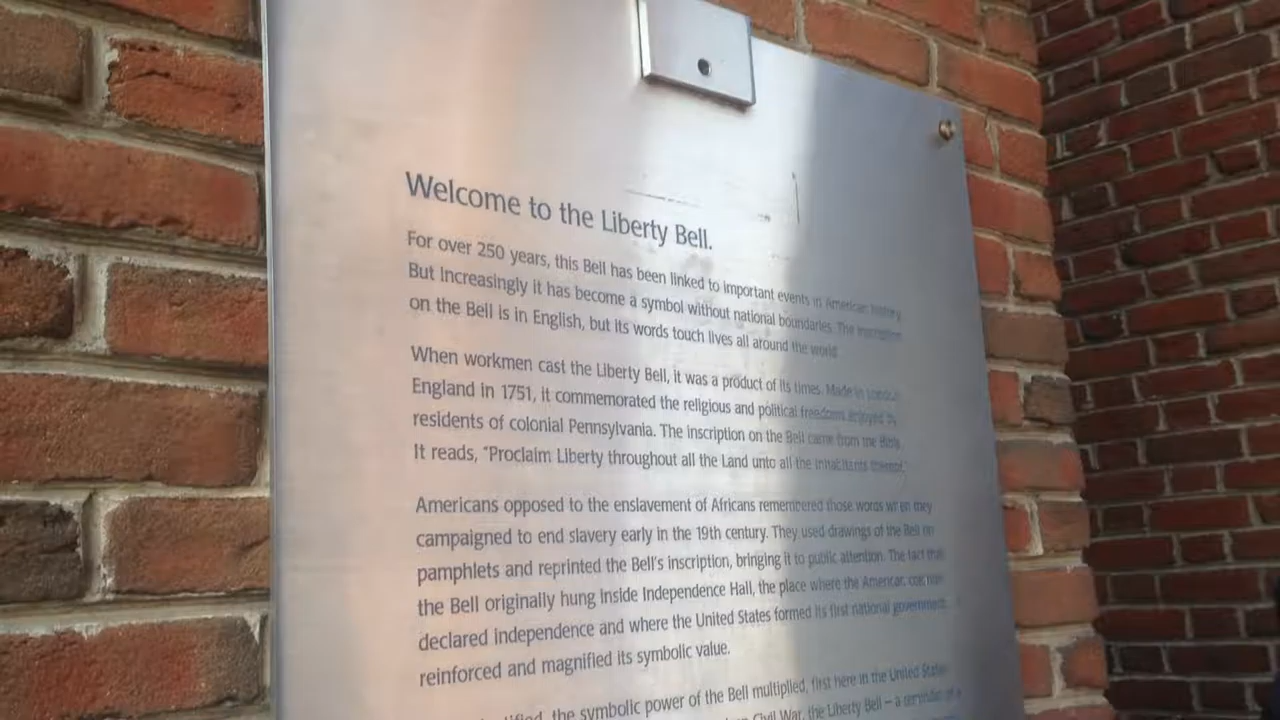 Welcome to the Liberty Bell.
For over 250 years, this Bell has been linked to important events in American history.
But increasingly it has become a symbol without national boundaries. The inscription
on the Bell is in English, but its words touch lives all around the world.
When workmen cast the Liberty Bell, it was a product of its times. Made in London,
England in 1751, it commemorated the religious and political freedoms enjoyed by
residents of colonial Pennsylvania. The inscription on the Bell came from the Bible.
It reads, "Proclaim Liberty throughout all the Land unto all the inhabitants thereof."
Americans opposed to the enslavement of Africans remembered those words when they
campaigned to end slavery early in the 19th century. They used drawings of the Bell on
pamphlets and reprinted the Bell's inscription, bringing it to public attention. The fact that
the Bell originally hung inside Independence Hall, the place where the American colonies
declared independence and where the United States formed its first national government,
reinforced and magnified its symbolic value.
the symbolic power of the Bell multiplied, first here in the United States
Civil War, the Liberty Bell – a reminder of a